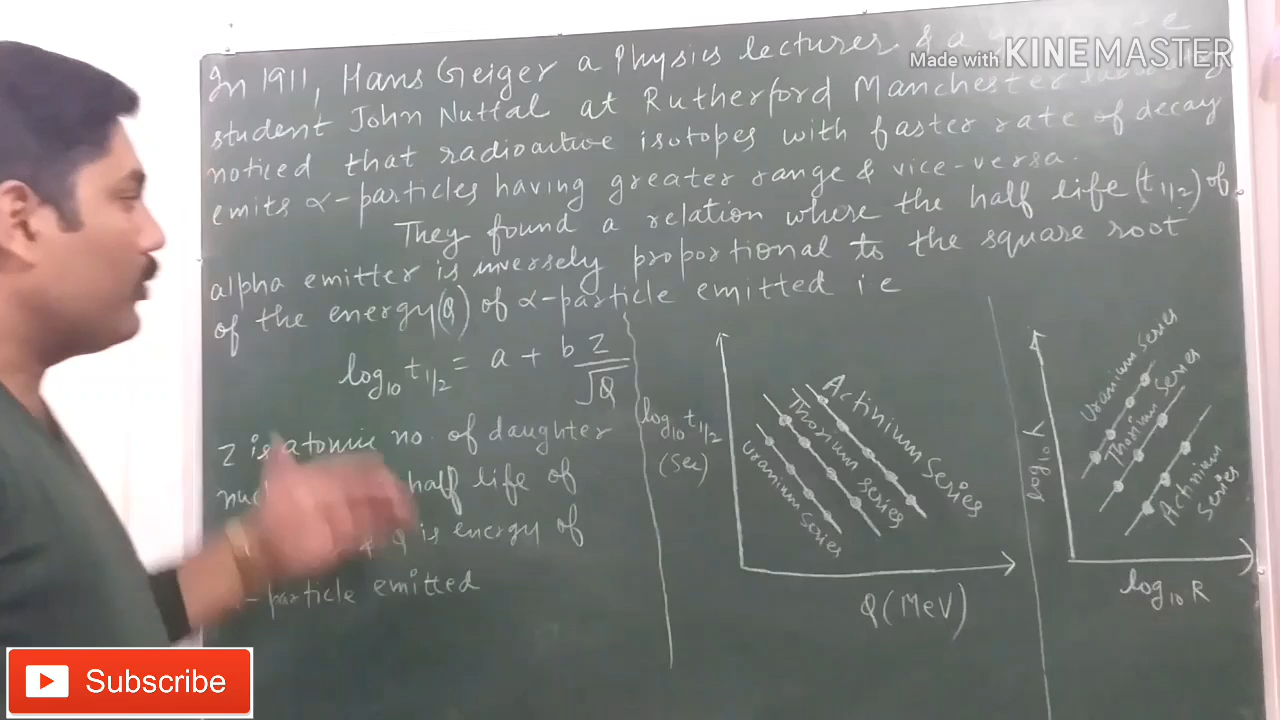 Made with KINEMASTER
In 1911, Hans Geiger a Physics lecturer & a
student John Nuttal at Rutherford Manchester
noticed that radioactive isotopes with faster rate of decay
emits α-particles having greater range & vice-versa.
They found a relation where the half life (t1/2) of
alpha emitter is inversely proportional to the square root
of the energy(Q) of α-particle emitted i e
log10 t1/2 = a + bZ/√Q
Z is atomic no. of daughter
half life of
& Q is energy of
-particle emitted
log10 t1/2
(Sec)
Actinium Series
Thorium series
Uranium Series
Q(MeV)
log10 λ
Uranium Series
Thorium Series
Actinium
Series
log10 R
Subscribe